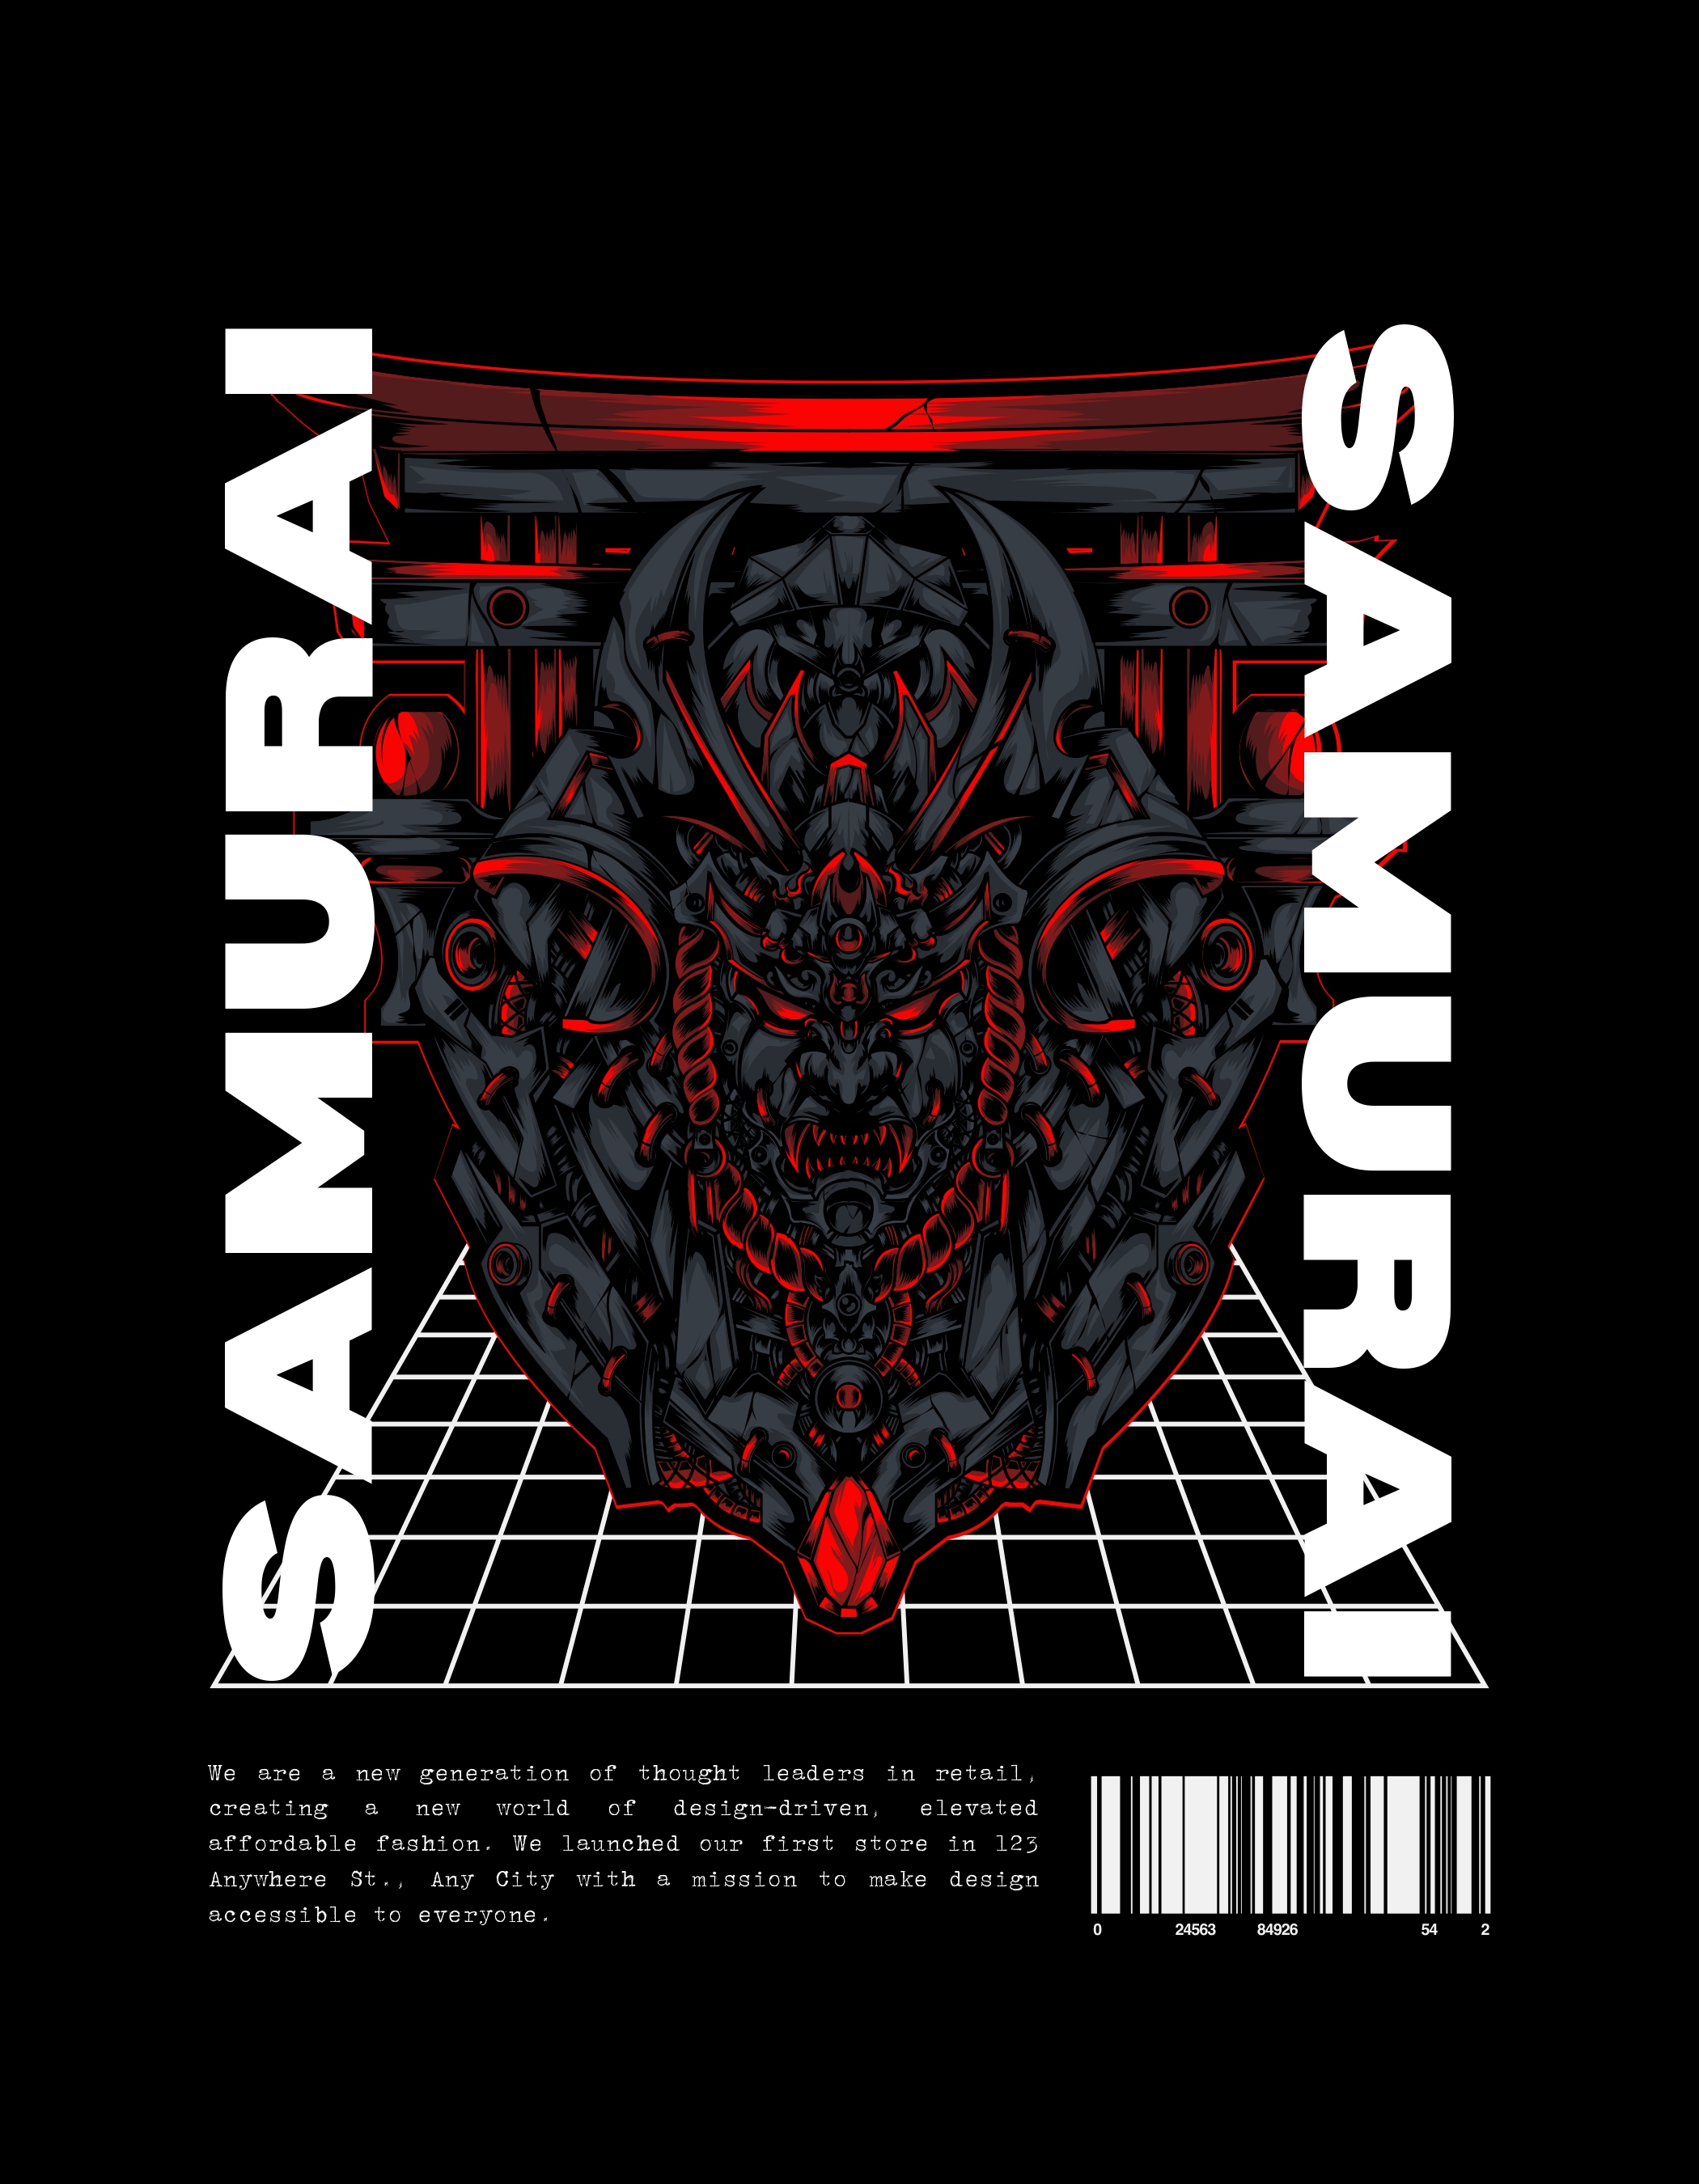 SAMURAI
SAMURAI
We are a new generation of thought leaders in retail,
creating a new world of design-driven, elevated
affordable fashion. We launched our first store in 123
Anywhere St., Any City with a mission to make design
accessible to everyone.
0 24563 84926 54 2